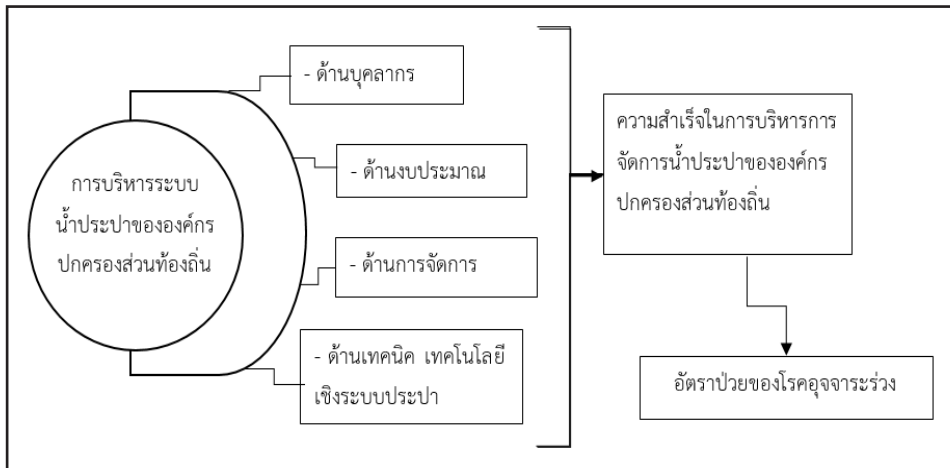 การบริหารระบบ
น้ำประปาขององค์กร
ปกครองส่วนท้องถิ่น
- ด้านบุคลากร
- ด้านงบประมาณ
- ด้านการจัดการ
- ด้านเทคนิค เทคโนโลยี
เชิงระบบประปา
ความสำเร็จในการบริหารการ
จัดการน้ำประปาขององค์กร
ปกครองส่วนท้องถิ่น
อัตราป่วยของโรคอุจจาระร่วง